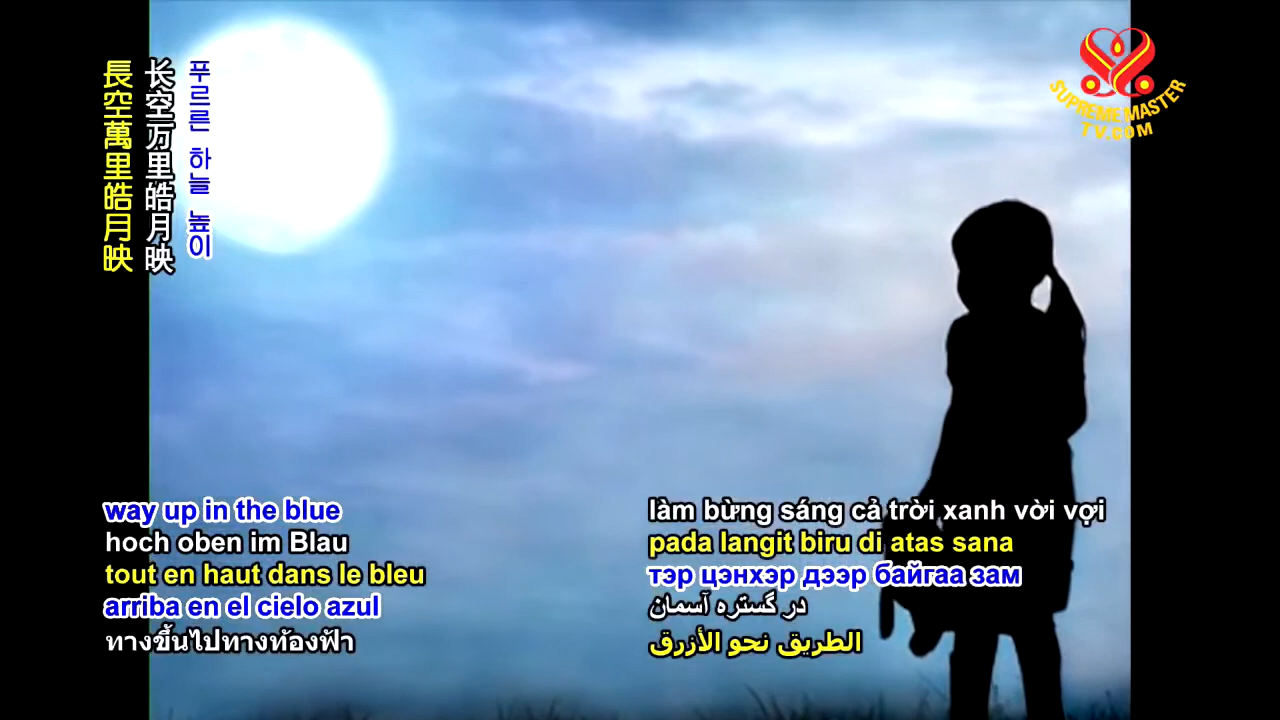 長空萬里皓月映
长空万里皓月映
푸르른 하늘 높이
SUPREME MASTER
TV.COM
way up in the blue
hoch oben im Blau
tout en haut dans le bleu
arriba en el cielo azul
ทางขึ้นไปทางท้องฟ้า
làm bừng sáng cả trời xanh vời vợi
pada langit biru di atas sana
тэр цэнхэр дээр байгаа зам
در گستره آسمان
الطريق نحو الأزرق